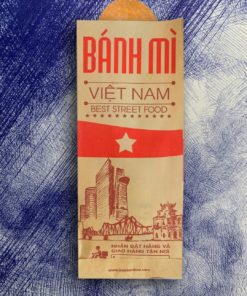 BÁNH MÌ
VIỆT NAM
BEST STREET FOOD
NHẬN ĐẶT HÀNG VÀ
GIAO HÀNG TẬN NƠI